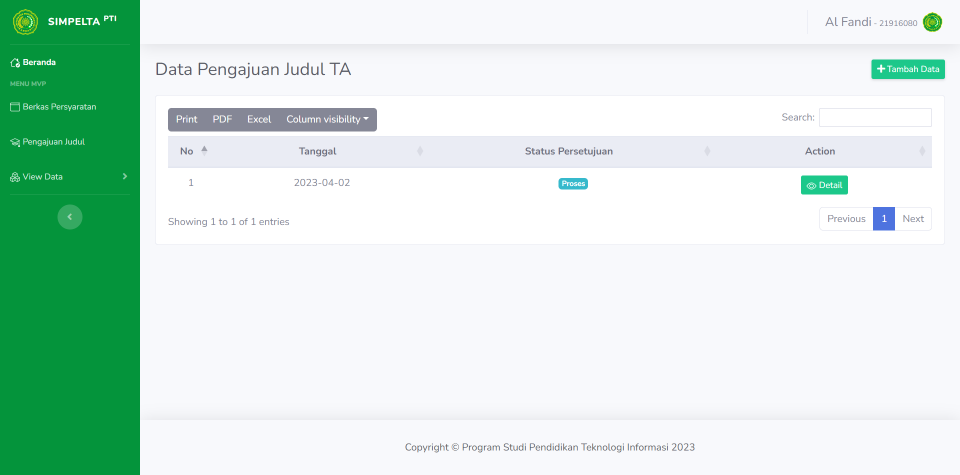 SIMPELTA PTI
Al Fandi - 21916080
Beranda
MENU MVP
Berkas Persyaratan
Pengajuan Judul
View Data
Data Pengajuan Judul TA
Tambah Data
Print PDF Excel Column visibility
Search:
No Tanggal Status Persetujuan Action
1 2023-04-02 Proses Detail
Showing 1 to 1 of 1 entries
Previous 1 Next
Copyright © Program Studi Pendidikan Teknologi Informasi 2023